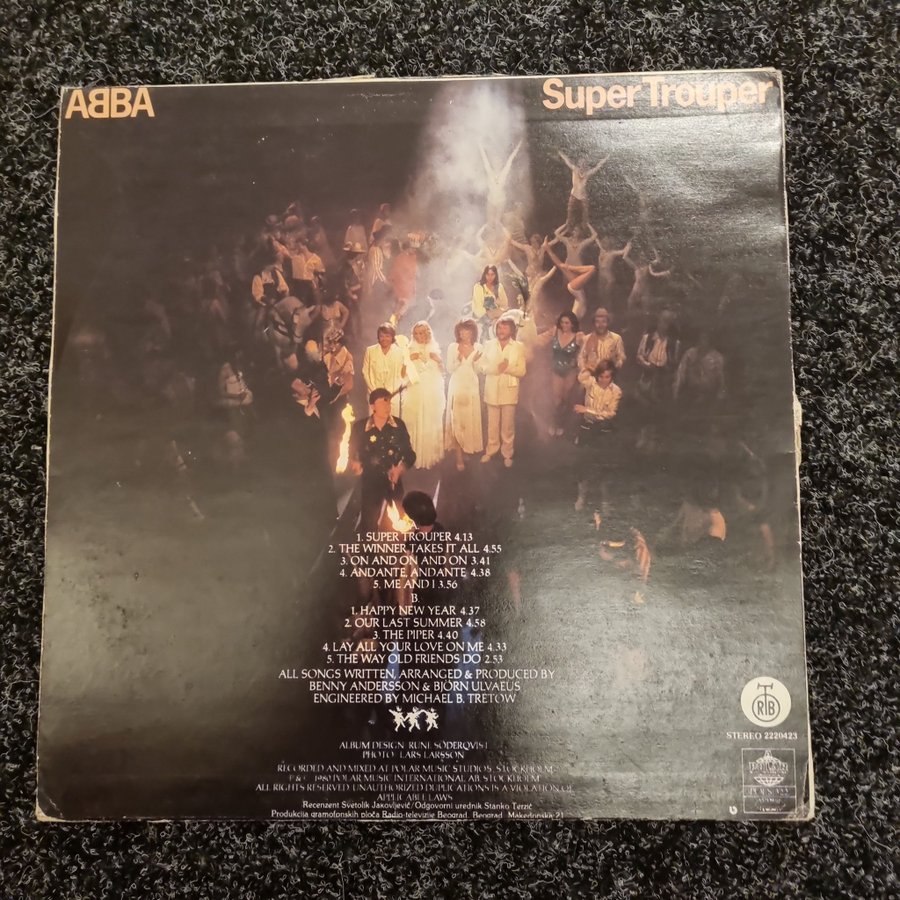 ABBA
Super Trouper
1. SUPER TROUPER 4.13
2. THE WINNER TAKES IT ALL 4.55
3. ON AND ON AND ON 3.41
4. ANDANTE, ANDANTE 4.38
5. ME AND I 3.56
B.
1. HAPPY NEW YEAR 4.37
2. OUR LAST SUMMER 4.58
3. THE PIPER 4.40
4. LAY ALL YOUR LOVE ON ME 4.33
5. THE WAY OLD FRIENDS DO 2.53
ALL SONGS WRITTEN, ARRANGED & PRODUCED BY
BENNY ANDERSSON & BJÖRN ULVAEUS
ENGINEERED BY MICHAEL B. TRETOW
RTB
STEREO 2220423
ALBUM DESIGN: RUNE SÖDERQVIST
PHOTO: LARS LARSSON
RECORDED AND MIXED AT POLAR MUSIC STUDIOS, STOCKHOLM
P & C 1980 POLAR MUSIC INTERNATIONAL AB, STOCKHOLM
ALL RIGHTS RESERVED. UNAUTHORIZED DUPLICATIONS IS A VIOLATION OF
APPLICABLE LAWS
POLAR
Recenzent Svetolik Jakovljević/Odgovorni urednik Stanko Terzić
Produkcija gramofonskih ploča Radio-televizije Beograd, Beograd, Makedonska 21